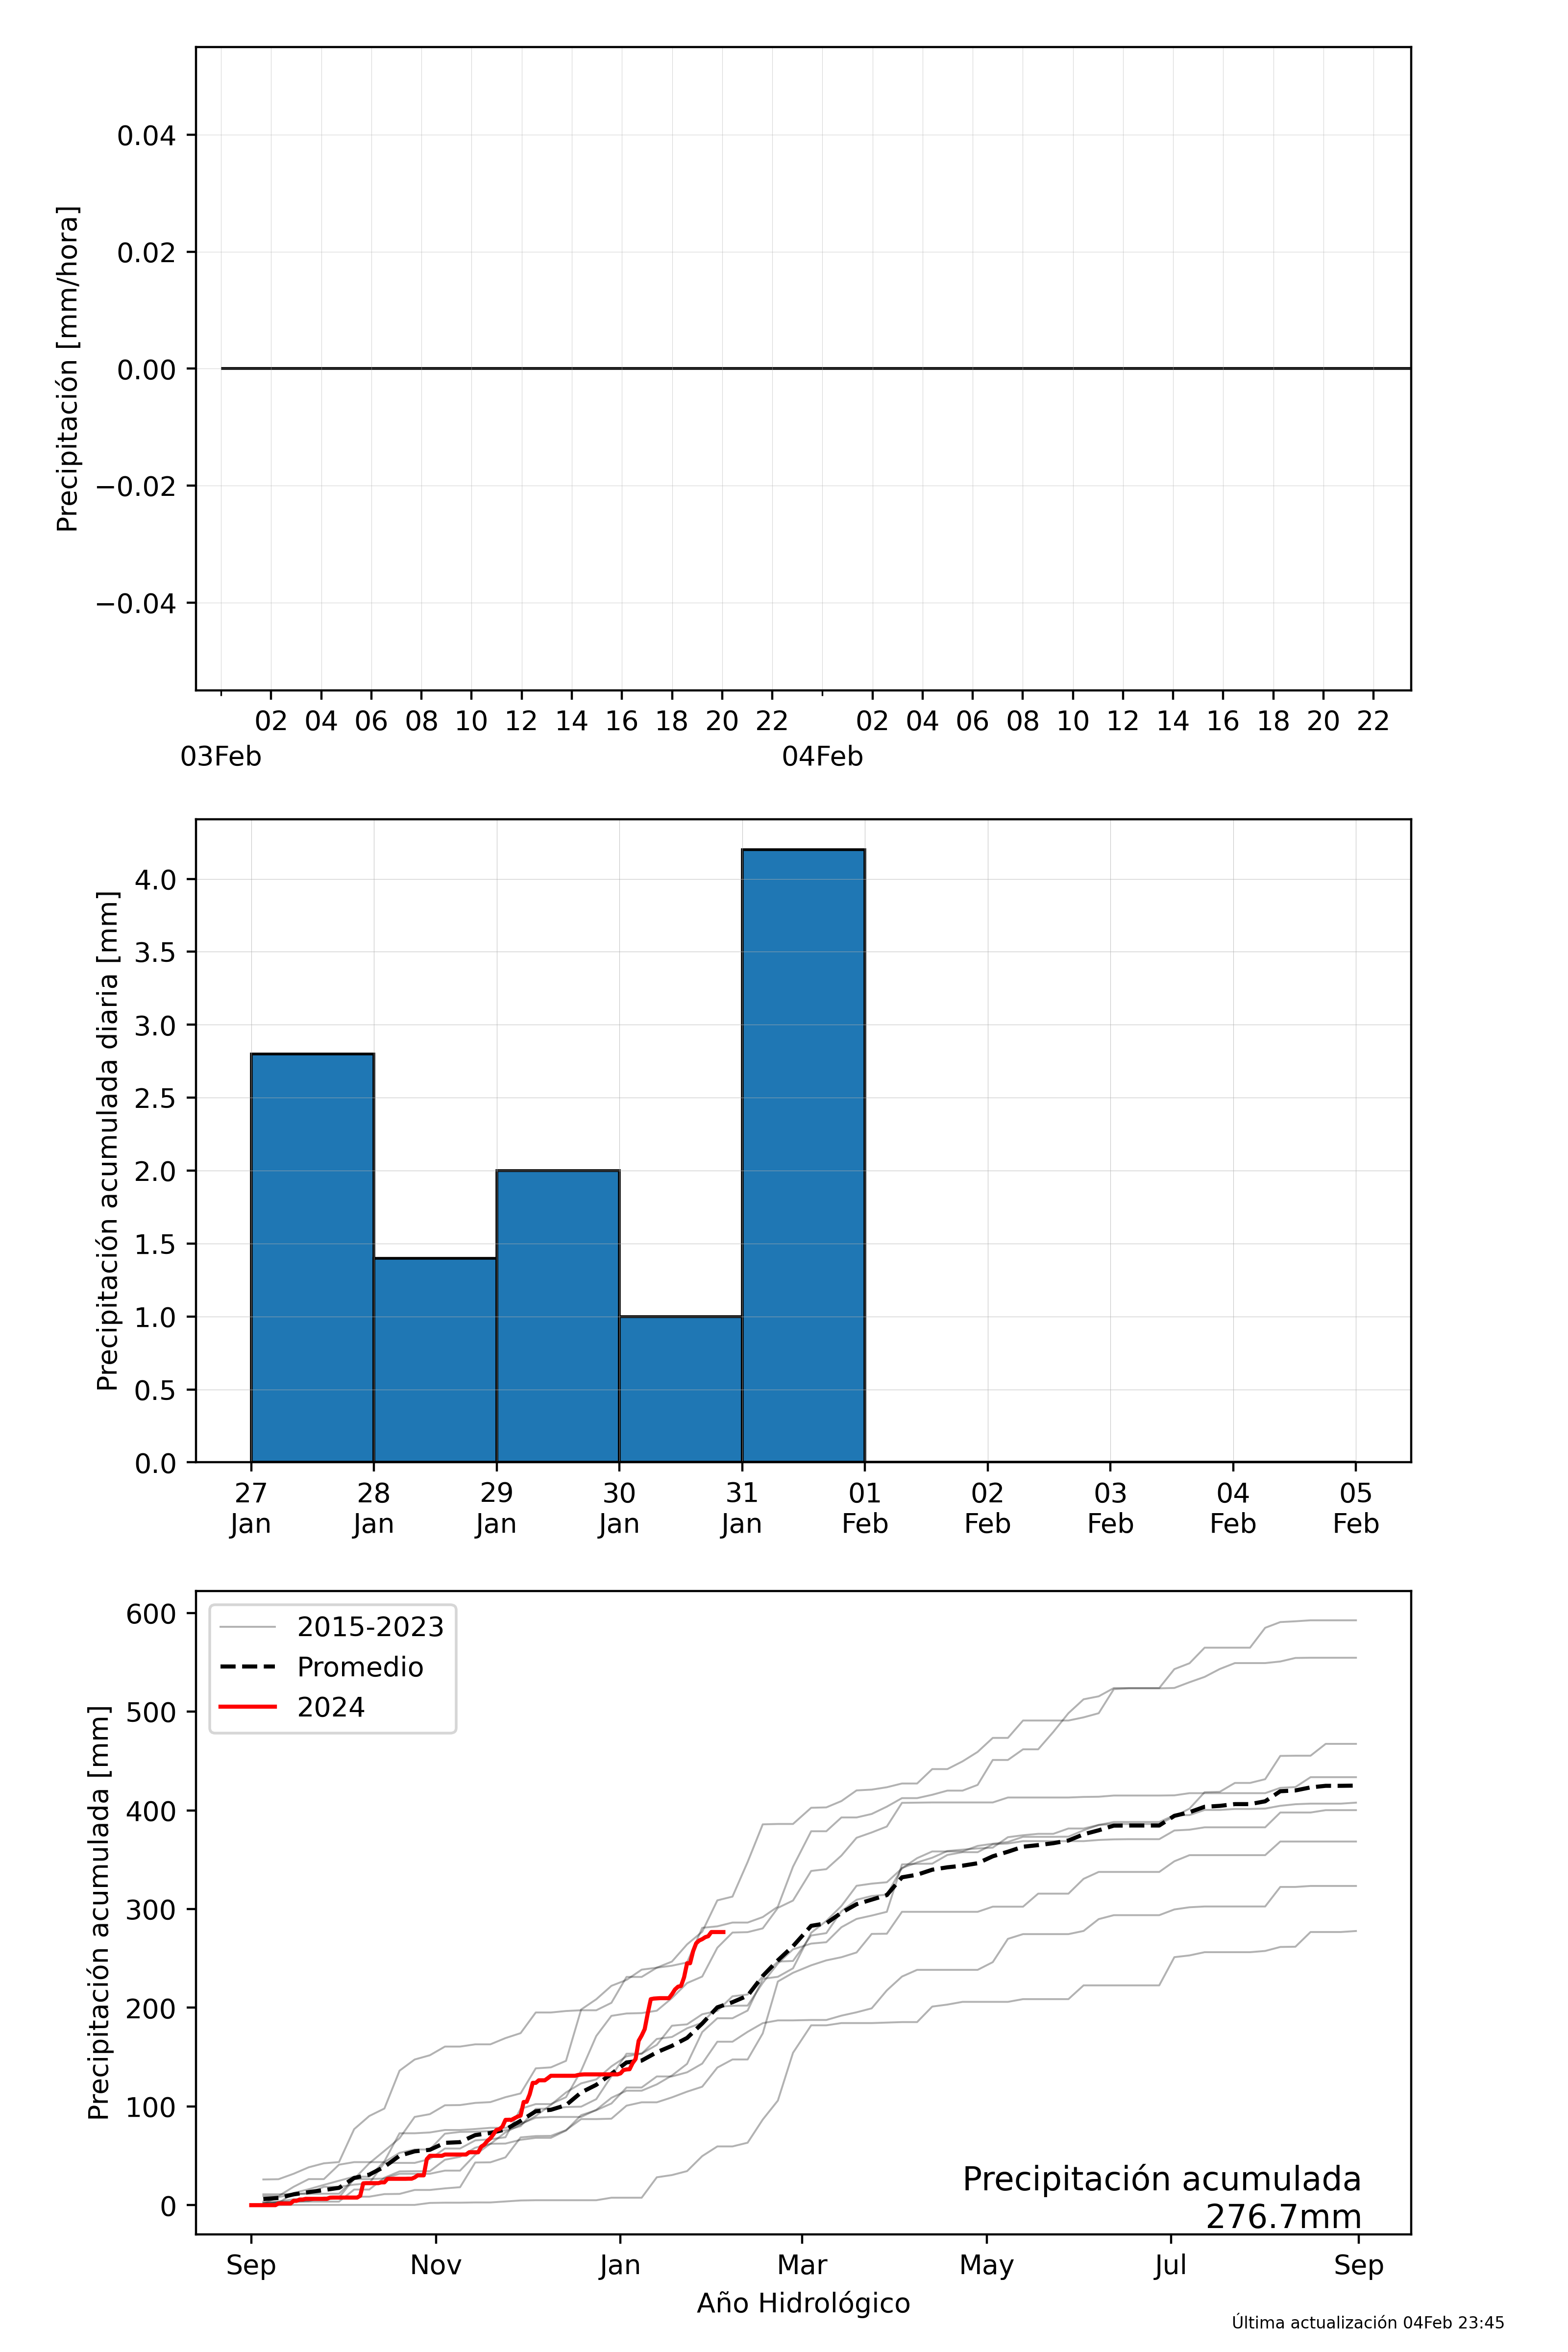 Precipitación [mm/hora]
0.04
0.02
0.00
−0.02
−0.04
02 04 06 08 10 12 14 16 18 20 22 02 04 06 08 10 12 14 16 18 20 22
03Feb 04Feb
Precipitación acumulada diaria [mm]
4.0
3.5
3.0
2.5
2.0
1.5
1.0
0.5
0.0
27 28 29 30 31 01 02 03 04 05
Jan Jan Jan Jan Jan Feb Feb Feb Feb Feb
Precipitación acumulada [mm]
600
500
400
300
200
100
0
2015-2023
Promedio
2024
Precipitación acumulada
276.7mm
Sep Nov Jan Mar May Jul Sep
Año Hidrológico
Última actualización 04Feb 23:45